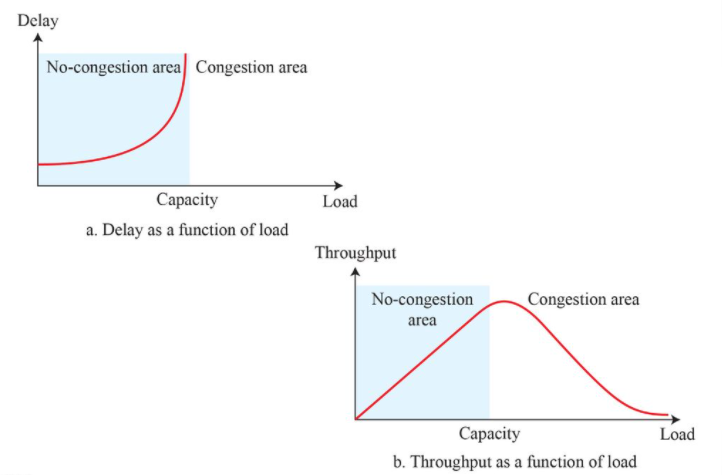 Delay
No-congestion area Congestion area
Capacity
Load
a. Delay as a function of load
Throughput
No-congestion
area
Congestion area
Capacity
Load
b. Throughput as a function of load